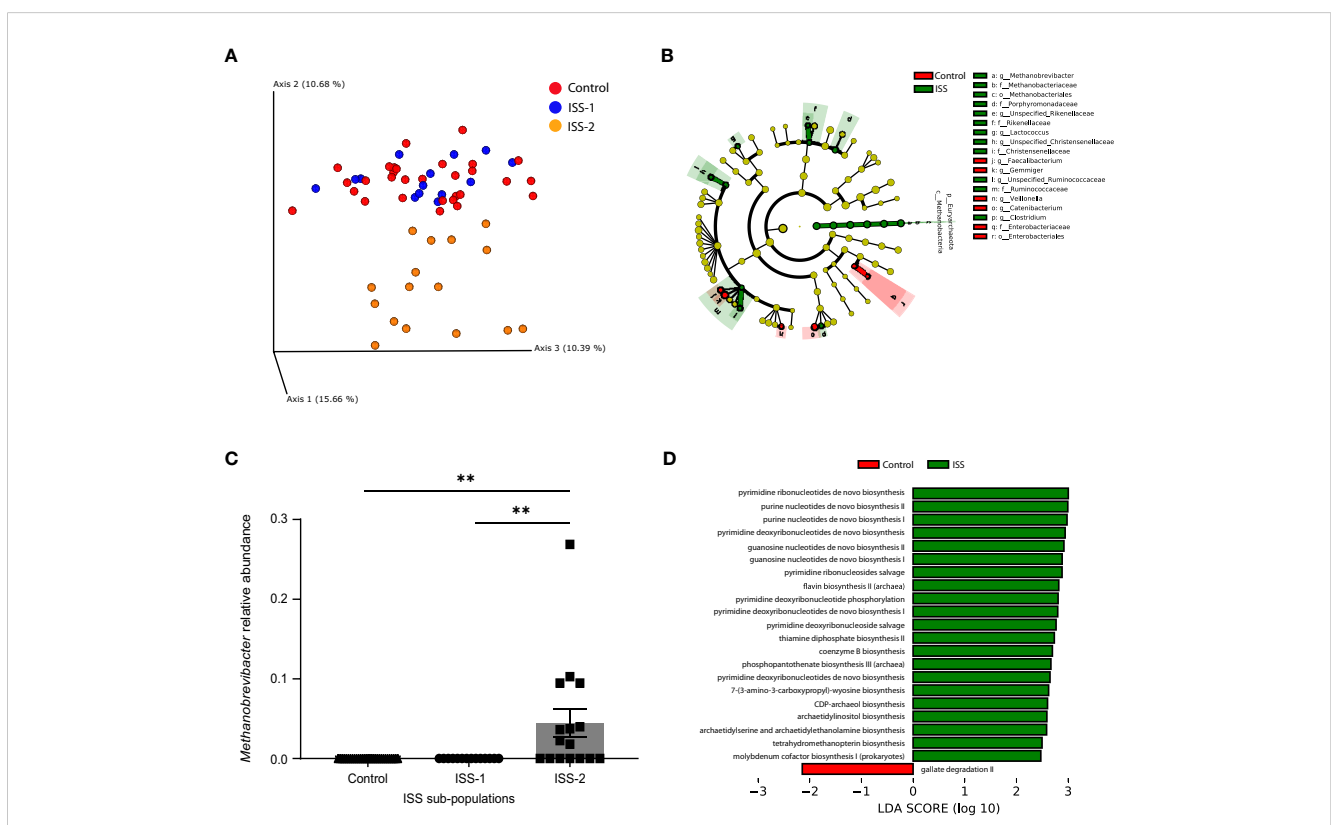 A
Axis 2 (10.68 %)
Control
ISS-1
ISS-2
Axis 3 (10.39 %)
Axis 1 (15.66 %)
B
Control
ISS
a: g__Methanobrevibacter
b: f__Methanobacteriaceae
c: o__Methanobacteriales
d: f__Porphyromonadaceae
e: g__Unspecified_Rikenellaceae
f: f__Rikenellaceae
g: g__Lactococcus
h: g__Unspecified_Christensenellaceae
i: f__Christensenellaceae
j: g__Faecalibacterium
k: g__Gemmiger
l: g__Unspecified_Ruminococcaceae
m: f__Ruminococcaceae
n: g__Veillonella
o: g__Catenibacterium
p: g__Clostridium
q: f__Enterobacteriaceae
r: o__Enterobacteriales
p__Euryarchaeota
c__Methanobacteria
C
**
**
Methanobrevibacter relative abundance
0.3
0.2
0.1
0.0
Control
ISS-1
ISS-2
ISS sub-populations
D
Control
ISS
pyrimidine ribonucleotides de novo biosynthesis
purine nucleotides de novo biosynthesis II
purine nucleotides de novo biosynthesis I
pyrimidine deoxyribonucleotides de novo biosynthesis
guanosine nucleotides de novo biosynthesis II
guanosine nucleotides de novo biosynthesis I
pyrimidine ribonucleosides salvage
flavin biosynthesis II (archaea)
pyrimidine deoxyribonucleotide phosphorylation
pyrimidine deoxyribonucleotides de novo biosynthesis I
pyrimidine deoxyribonucleoside salvage
thiamine diphosphate biosynthesis II
coenzyme B biosynthesis
phosphopantothenate biosynthesis III (archaea)
pyrimidine deoxyribonucleotides de novo biosynthesis
7-(3-amino-3-carboxypropyl)-wyosine biosynthesis
CDP-archaeol biosynthesis
archaetidylinositol biosynthesis
archaetidylserine and archaetidylethanolamine biosynthesis
tetrahydromethanopterin biosynthesis
molybdenum cofactor biosynthesis I (prokaryotes)
gallate degradation II
−3 −2 −1 0 1 2 3
LDA SCORE (log 10)